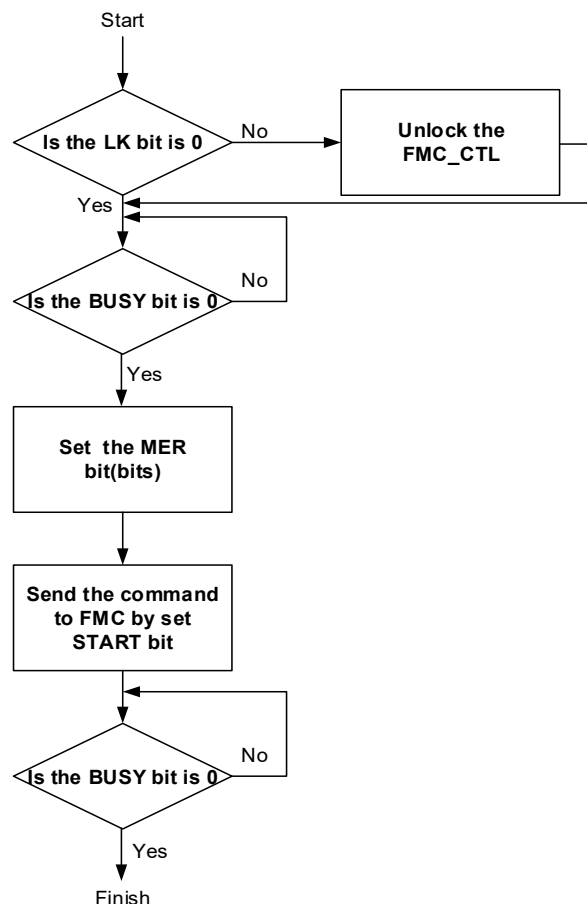 Start
Is the LK bit is 0
No
Unlock the
FMC_CTL
Yes
No
Is the BUSY bit is 0
Yes
Set the MER
bit(bits)
Send the command
to FMC by set
START bit
No
Is the BUSY bit is 0
Yes
Finish